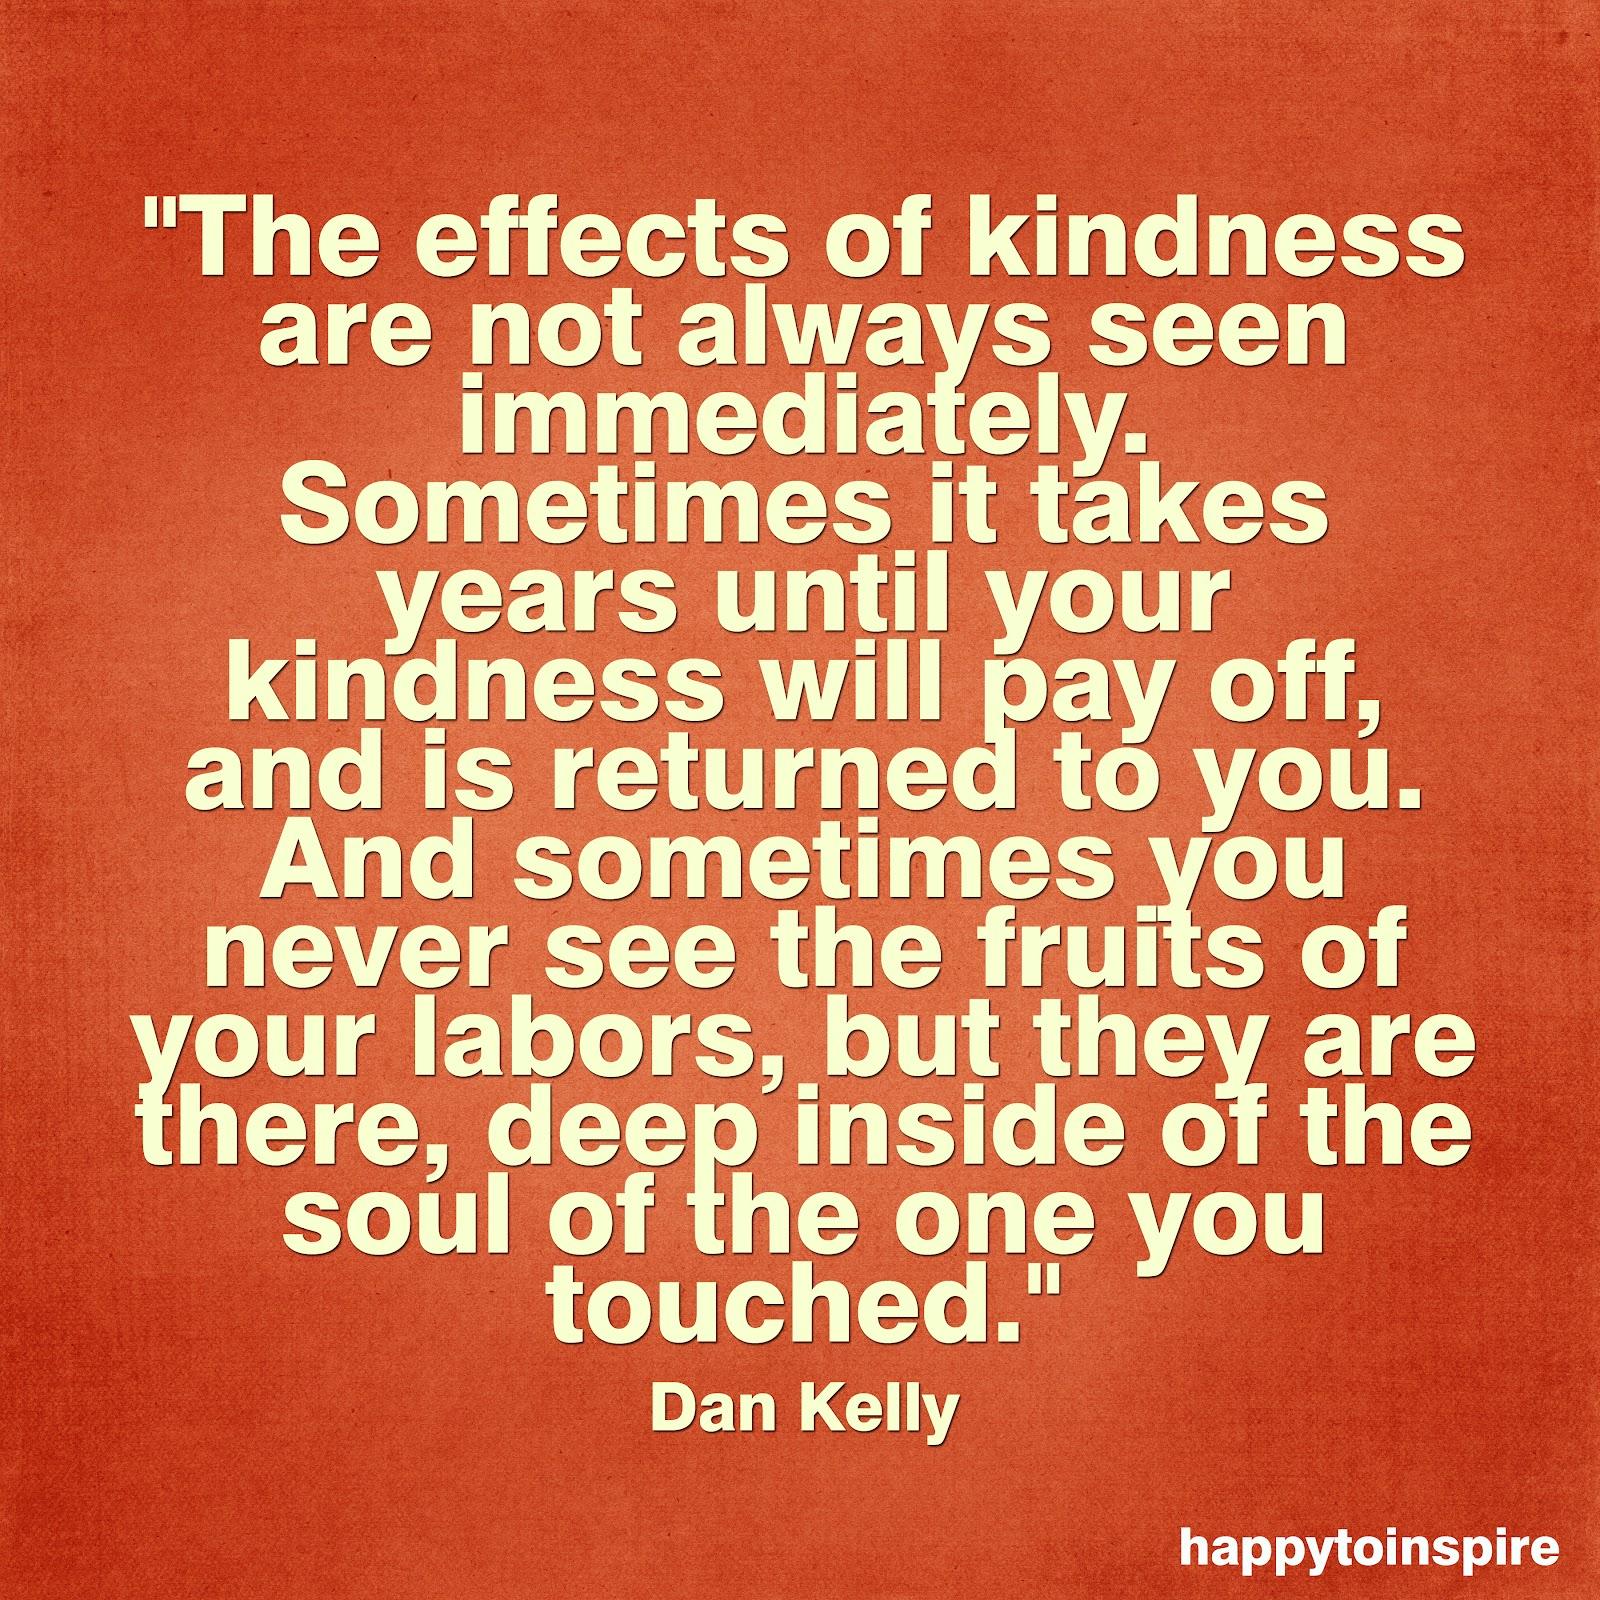 "The effects of kindness
are not always seen
immediately.
Sometimes it takes
years until your
kindness will pay off,
and is returned to you.
And sometimes you
never see the fruits of
your labors, but they are
there, deep inside of the
soul of the one you
touched."
Dan Kelly
happytoinspire